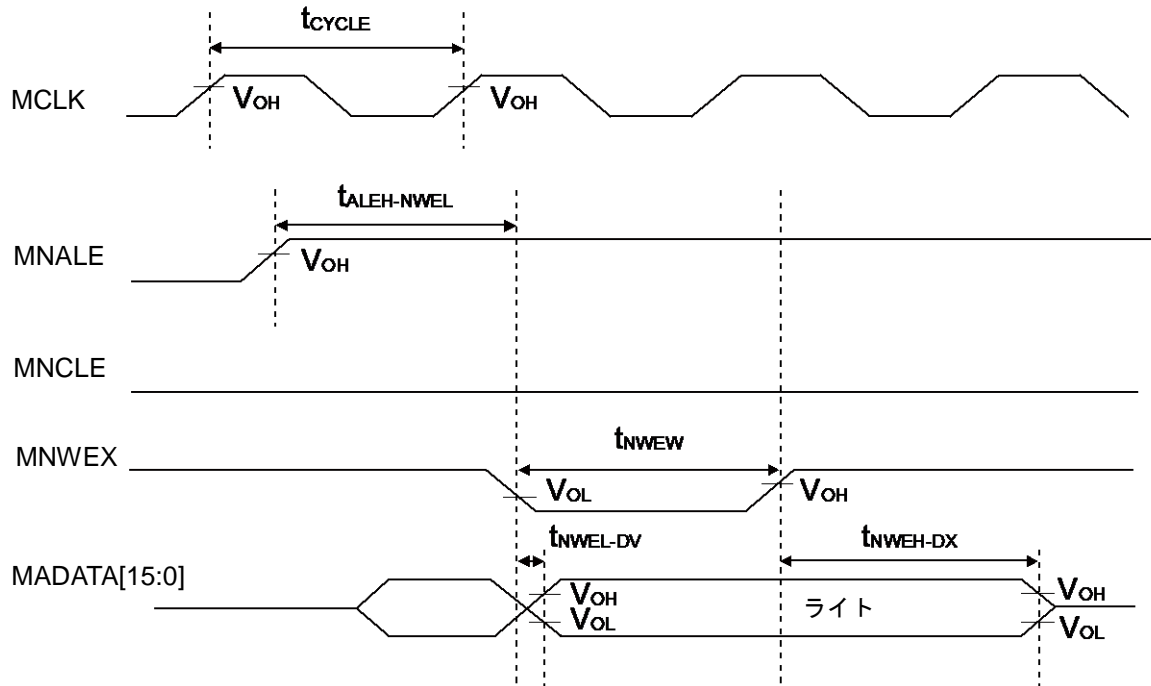 tCYCLE
MCLK
VOH VOH
tALEH-NWEL
MNALE
VOH
MNCLE
tNWEW
MNWEX
VOL VOH
tNWEL-DV tNWEH-DX
MADATA[15:0]
VOH ライト VOH
VOL VOL